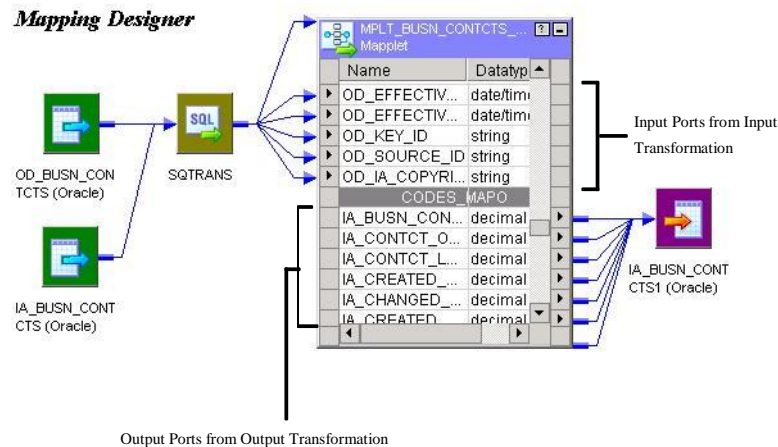 Mapping Designer
MPLT_BUSN_CONTCTS_...
Mapplet
Name Datatyp
OD_EFFECTIV... date/time
OD_EFFECTIV... date/time
OD_KEY_ID string
OD_SOURCE_ID string
OD_IA_COPYRI... string
CODES_MAPO
IA_BUSN_CON... decimal
IA_CONTCT_O... decimal
IA_CONTCT_L... decimal
IA_CREATED_... decimal
IA_CHANGED_... decimal
IA_CREATED decimal
OD_BUSN_CON
TCTS (Oracle)
SQL
SQTRANS
IA_BUSN_CONT
CTS (Oracle)
Input Ports from Input
Transformation
IA_BUSN_CONT
CTS1 (Oracle)
Output Ports from Output Transformation